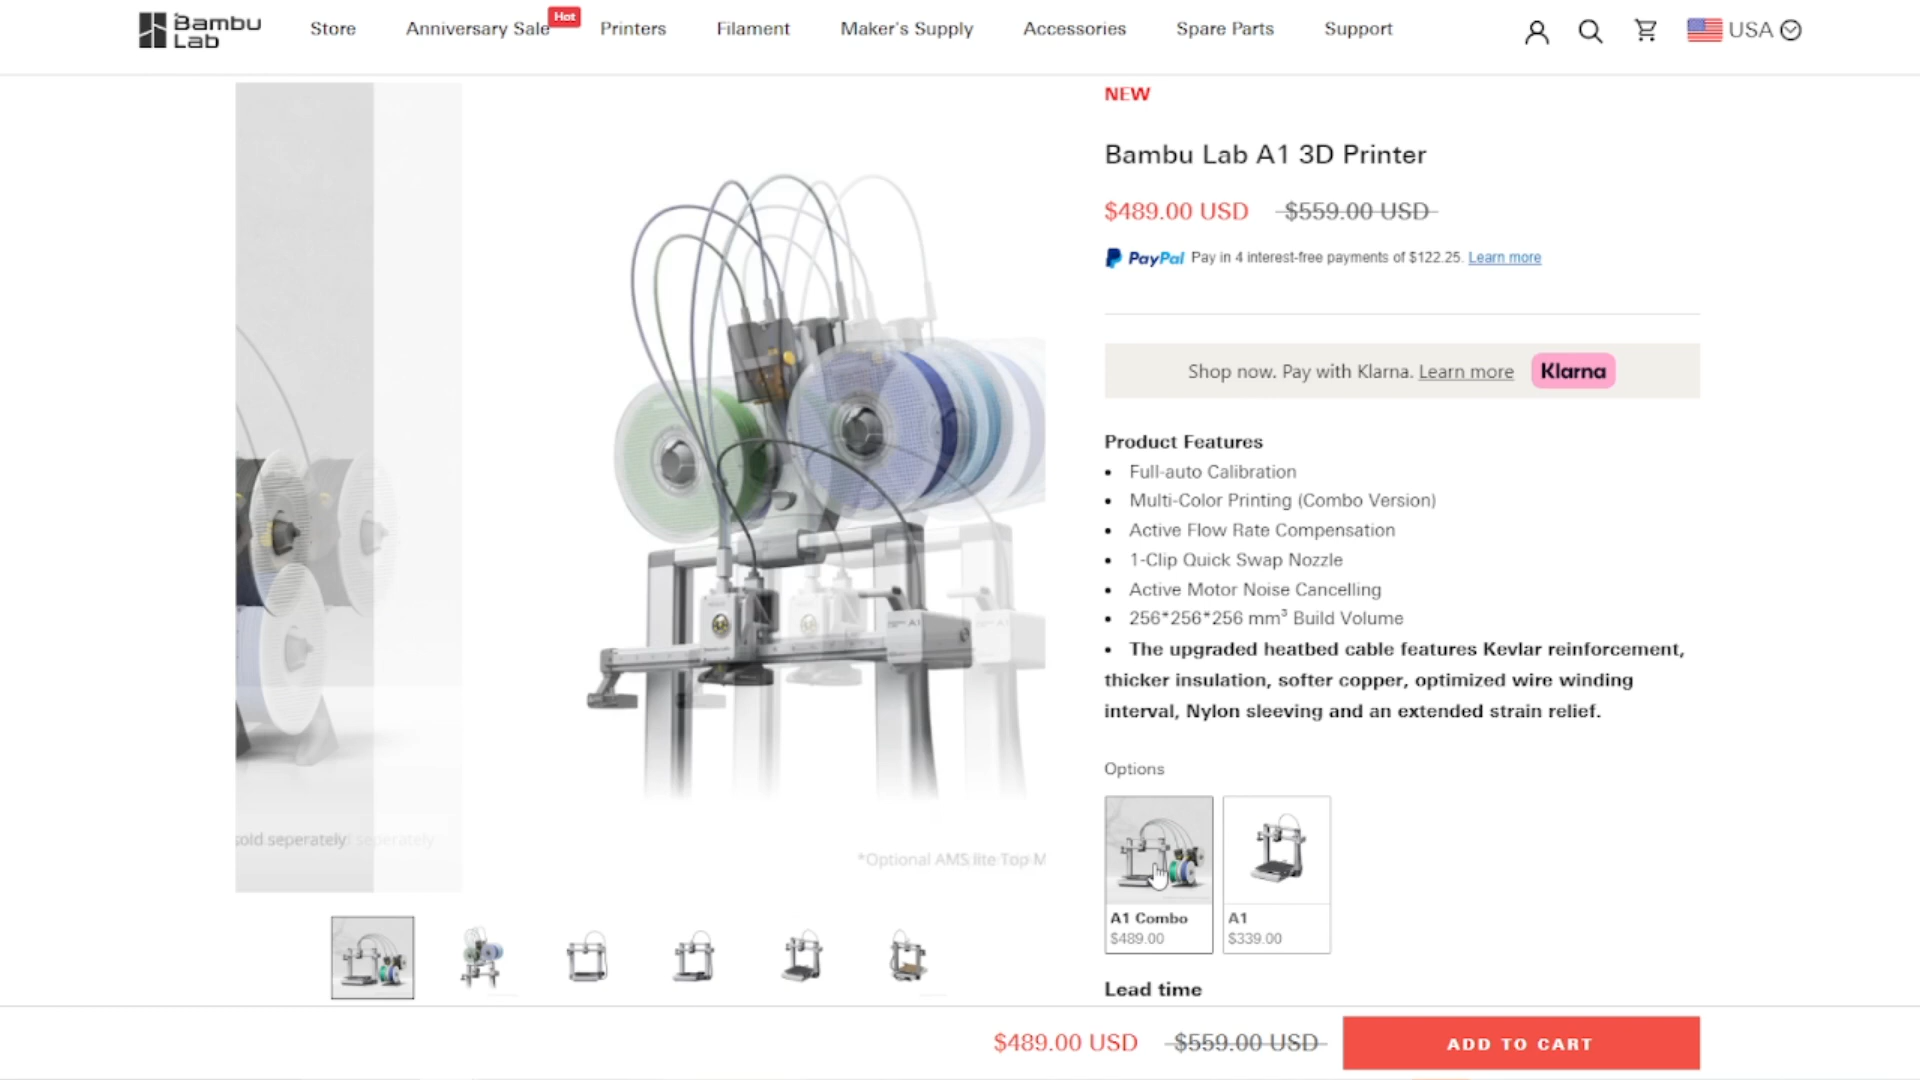 Bambu
Lab
Store
Anniversary Sale
Hot
Printers
Filament
Maker's Supply
Accessories
Spare Parts
Support
USA
NEW
Bambu Lab A1 3D Printer
$489.00 USD $559.00 USD
PayPal Pay in 4 interest-free payments of $122.25. Learn more
Shop now. Pay with Klarna. Learn more Klarna
Product Features
• Full-auto Calibration
• Multi-Color Printing (Combo Version)
• Active Flow Rate Compensation
• 1-Clip Quick Swap Nozzle
• Active Motor Noise Cancelling
• 256*256*256 mm³ Build Volume
• The upgraded heatbed cable features Kevlar reinforcement,
thicker insulation, softer copper, optimized wire winding
interval, Nylon sleeving and an extended strain relief.
A1
sold seperately seperately
*Optional AMS lite Top M
Options
A1 Combo
$489.00
A1
$339.00
Lead time
$489.00 USD $559.00 USD
ADD TO CART